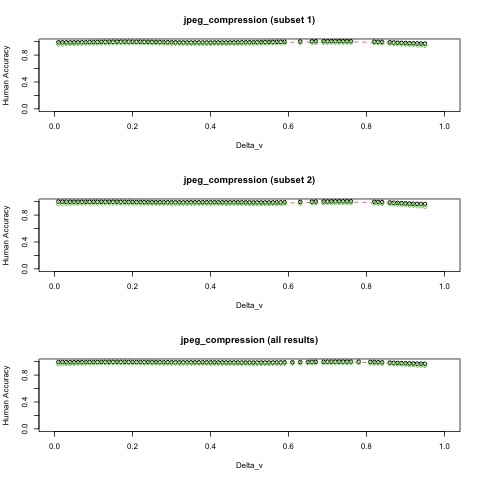 jpeg_compression (subset 1)
Human Accuracy
0.0 0.4 0.8
0.0 0.2 0.4 0.6 0.8 1.0
Delta_v
jpeg_compression (subset 2)
Human Accuracy
0.0 0.4 0.8
0.0 0.2 0.4 0.6 0.8 1.0
Delta_v
jpeg_compression (all results)
Human Accuracy
0.0 0.4 0.8
0.0 0.2 0.4 0.6 0.8 1.0
Delta_v